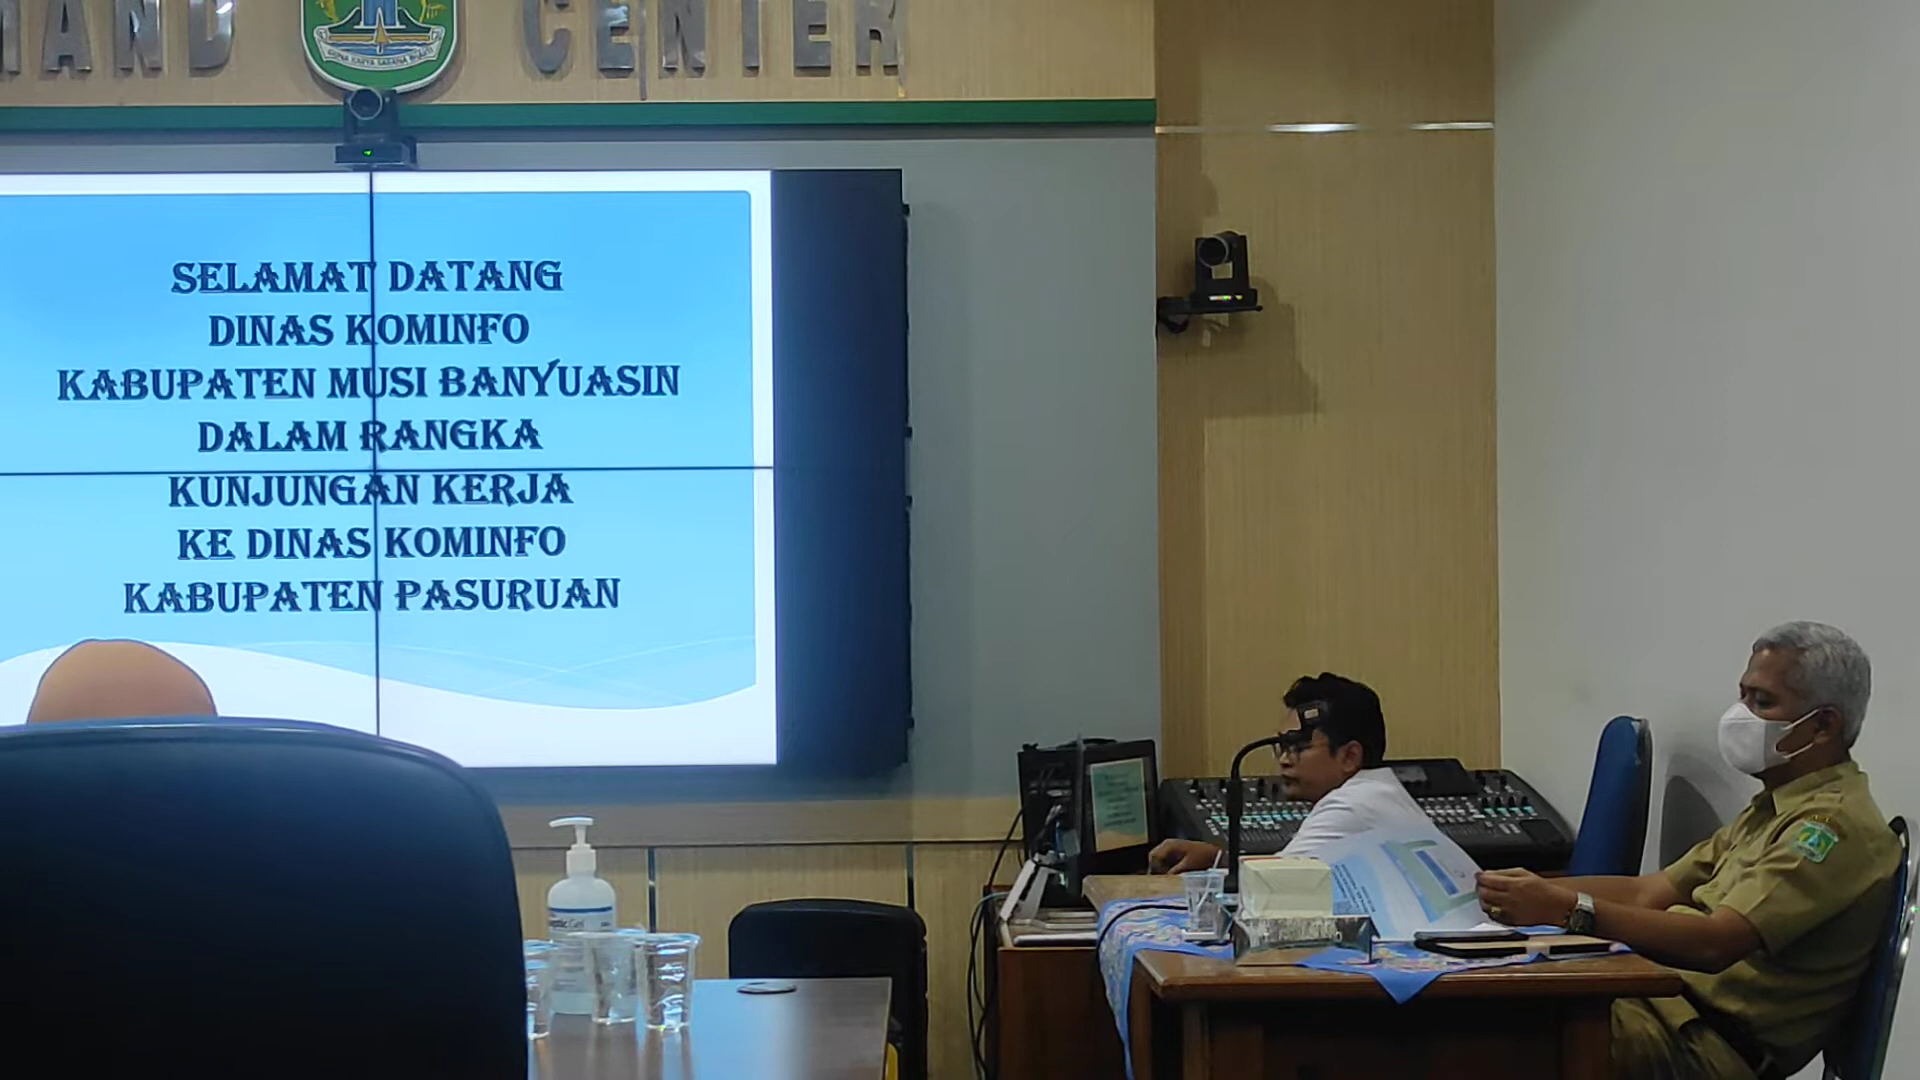 MAND CENTER
SELAMAT DATANG
DINAS KOMINFO
KABUPATEN MUSI BANYUASIN
DALAM RANGKA
KUNJUNGAN KERJA
KE DINAS KOMINFO
KABUPATEN PASURUAN